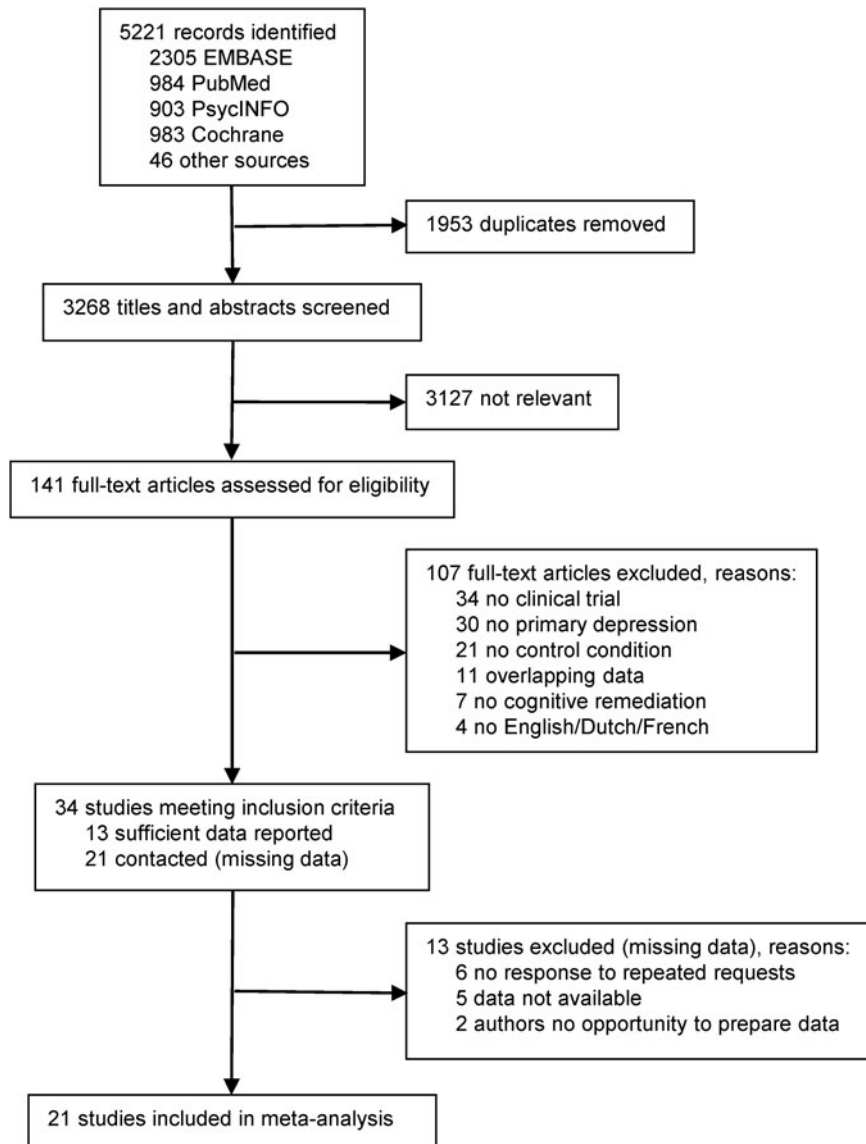 5221 records identified
2305 EMBASE
984 PubMed
903 PsycINFO
983 Cochrane
46 other sources
1953 duplicates removed
3268 titles and abstracts screened
3127 not relevant
141 full-text articles assessed for eligibility
107 full-text articles excluded, reasons:
34 no clinical trial
30 no primary depression
21 no control condition
11 overlapping data
7 no cognitive remediation
4 no English/Dutch/French
34 studies meeting inclusion criteria
13 sufficient data reported
21 contacted (missing data)
13 studies excluded (missing data), reasons:
6 no response to repeated requests
5 data not available
2 authors no opportunity to prepare data
21 studies included in meta-analysis